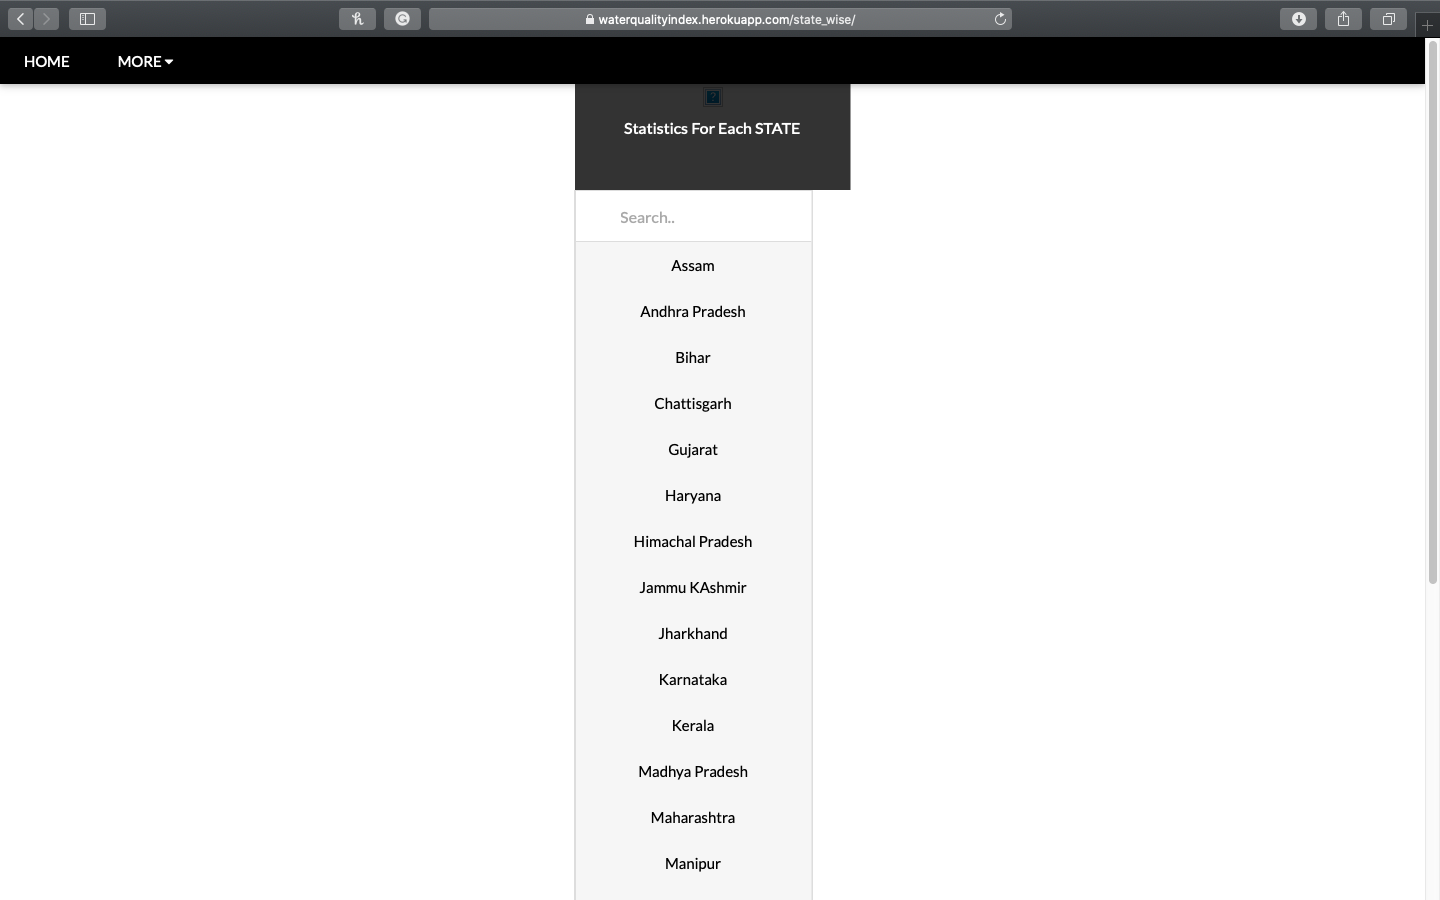 waterqualityindex.herokuapp.com/state_wise/
HOME MORE
?
Statistics For Each STATE
Search..
Assam
Andhra Pradesh
Bihar
Chattisgarh
Gujarat
Haryana
Himachal Pradesh
Jammu KAshmir
Jharkhand
Karnataka
Kerala
Madhya Pradesh
Maharashtra
Manipur